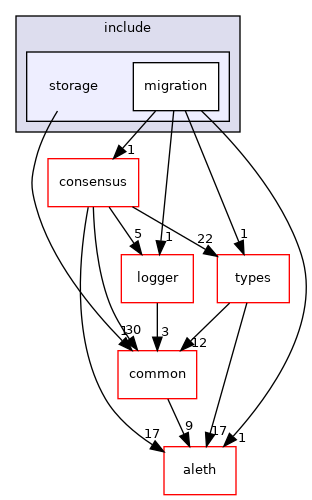 include
storage
migration
1
consensus
5
1
22
1
logger
types
1
30
3
12
common
17
9
17
1
aleth